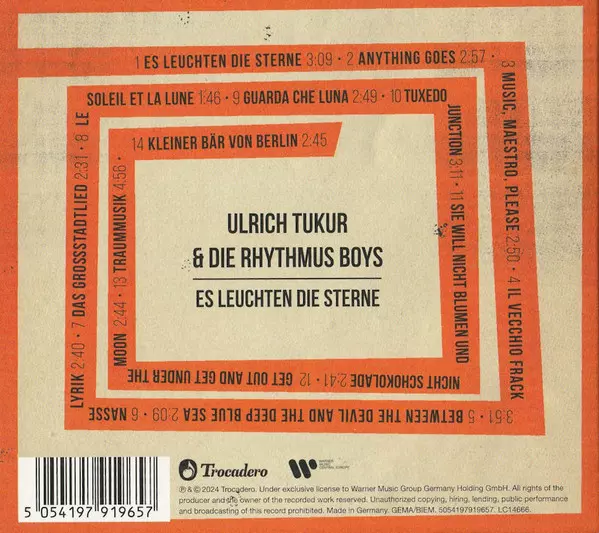 1 ES LEUCHTEN DIE STERNE 3:09 · 2 ANYTHING GOES 2:57 ·
3 MUSIC, MAESTRO, PLEASE 2:50 · 4 IL VECCHIO FRACK
3:51 · 5 BETWEEN THE DEVIL AND THE DEEP BLUE SEA 2:09 · 6 NASSE
LYRIK 2:40 · 7 DAS GROSSSTADTLIED 2:31 · 8 LE
SOLEIL ET LA LUNE 1:46 · 9 GUARDA CHE LUNA 2:49 · 10 TUXEDO
JUNCTION 3:11 · 11 SIE WILL NICHT BLUMEN UND
NICHT SCHOKOLADE 2:41 · 12 GET OUT AND GET UNDER THE
MOON 2:44 · 13 TRAUMMUSIK 4:56 ·
14 KLEINER BÄR VON BERLIN 2:45
ULRICH TUKUR
& DIE RHYTHMUS BOYS
ES LEUCHTEN DIE STERNE
5 054197 919657
Trocadero
WARNER
MUSIC
CENTRAL EUROPE
℗ & © 2024 Trocadero. Under exclusive license to Warner Music Group Germany Holding GmbH. All rights of the
producer and the owner of the recorded work reserved. Unauthorized copying, hiring, lending, public performance
and broadcasting of this record prohibited. Made in Germany. GEMA/BIEM. 5054197919657. LC14666.